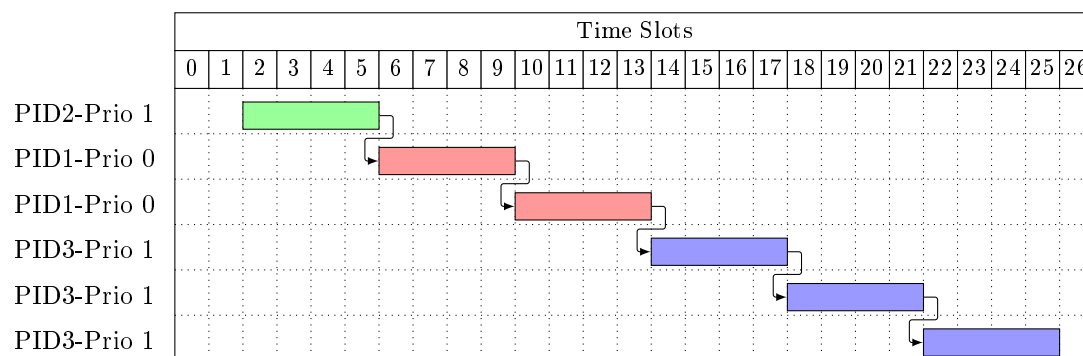 Time Slots
0 1 2 3 4 5 6 7 8 9 10 11 12 13 14 15 16 17 18 19 20 21 22 23 24 25 26
PID2-Prio 1
PID1-Prio 0
PID1-Prio 0
PID3-Prio 1
PID3-Prio 1
PID3-Prio 1